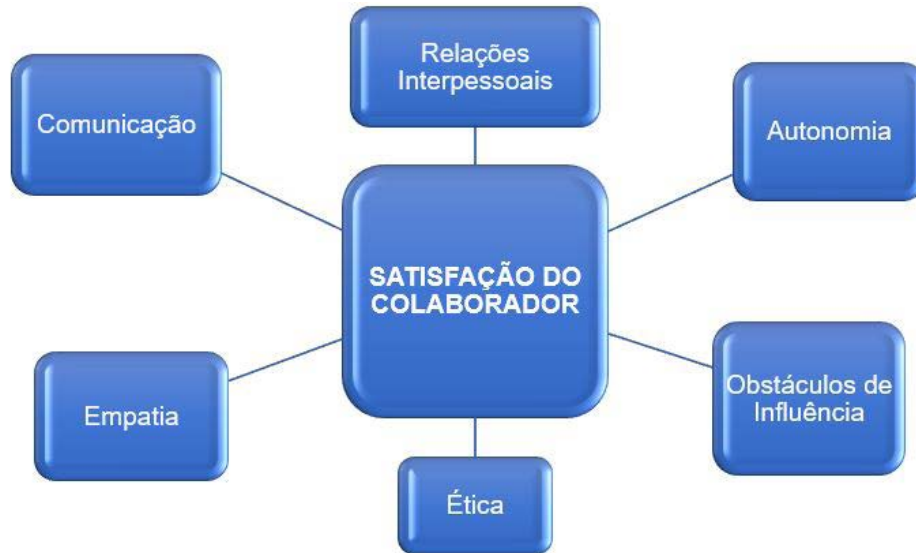 Relações
Interpessoais
Comunicação
Autonomia
SATISFAÇÃO DO
COLABORADOR
Empatia
Obstáculos de
Influência
Ética